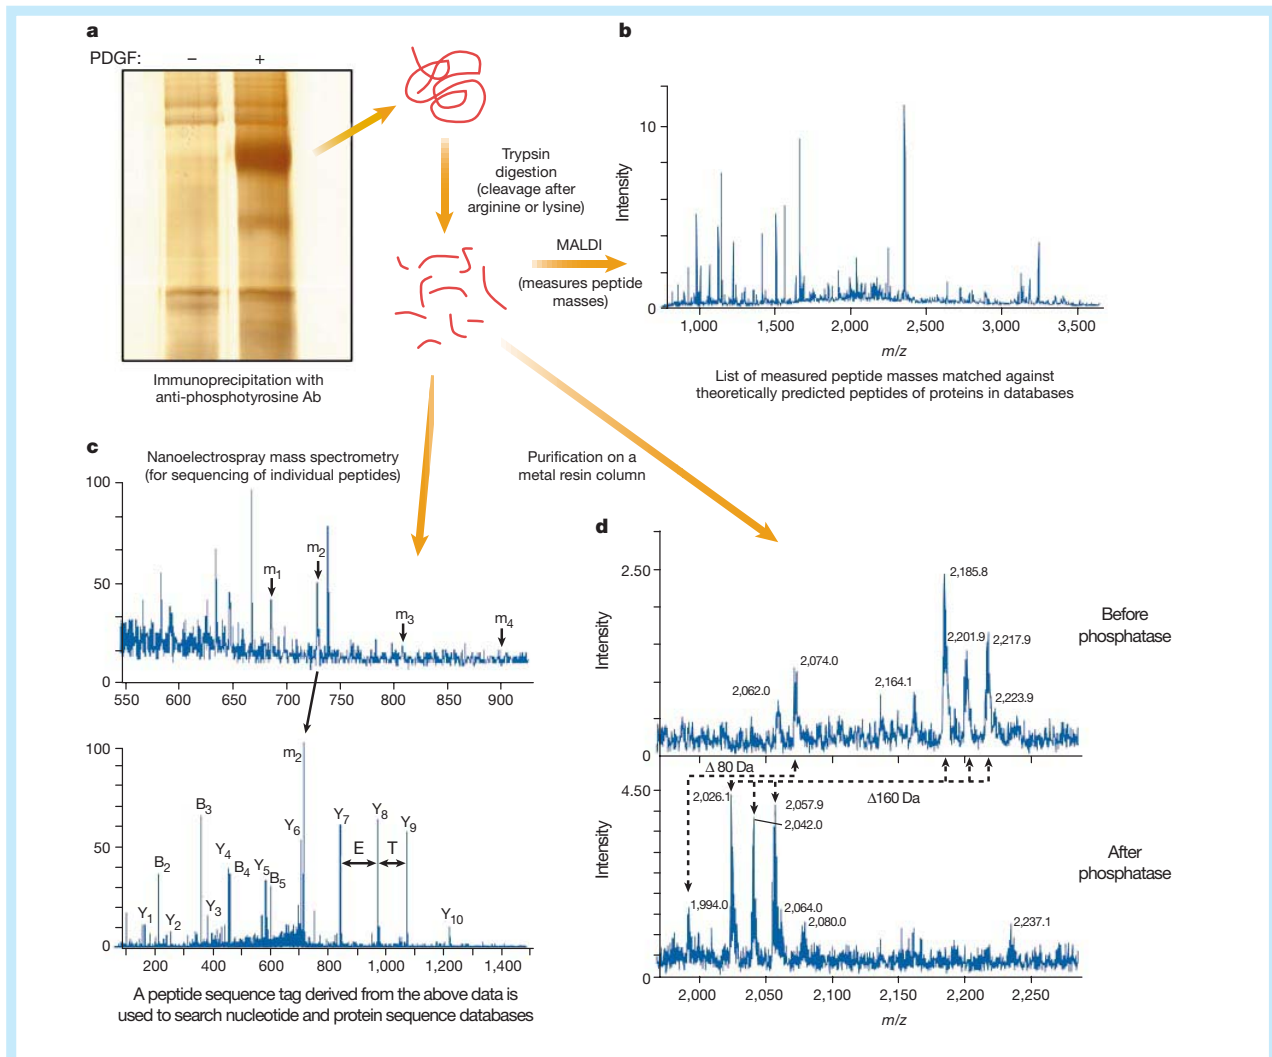 a
PDGF: – +
Trypsin
digestion
(cleavage after
arginine or lysine)
MALDI
(measures peptide
masses)
Immunoprecipitation with
anti-phosphotyrosine Ab
b
Intensity
10
0
1,000 1,500 2,000 2,500 3,000 3,500
m/z
List of measured peptide masses matched against
theoretically predicted peptides of proteins in databases
c
Nanoelectrospray mass spectrometry
(for sequencing of individual peptides)
Purification on a
metal resin column
100
50
0
m1
m2
m3
m4
550 600 650 700 750 800 850 900
100
50
0
m2
B3
Y6
Y7
Y8
Y9
Y4
B2
B4
Y5
B5
E
T
Y1
Y2
Y3
Y10
200 400 600 800 1,000 1,200 1,400
A peptide sequence tag derived from the above data is
used to search nucleotide and protein sequence databases
d
Intensity
2.50
0
2,185.8
2,201.9
2,217.9
2,074.0
2,062.0
2,164.1
2,223.9
Before
phosphatase
Δ 80 Da
Δ160 Da
Intensity
4.50
0
2,026.1
2,057.9
2,042.0
1,994.0
2,064.0
2,080.0
2,237.1
After
phosphatase
2,000 2,050 2,100 2,150 2,200 2,250
m/z